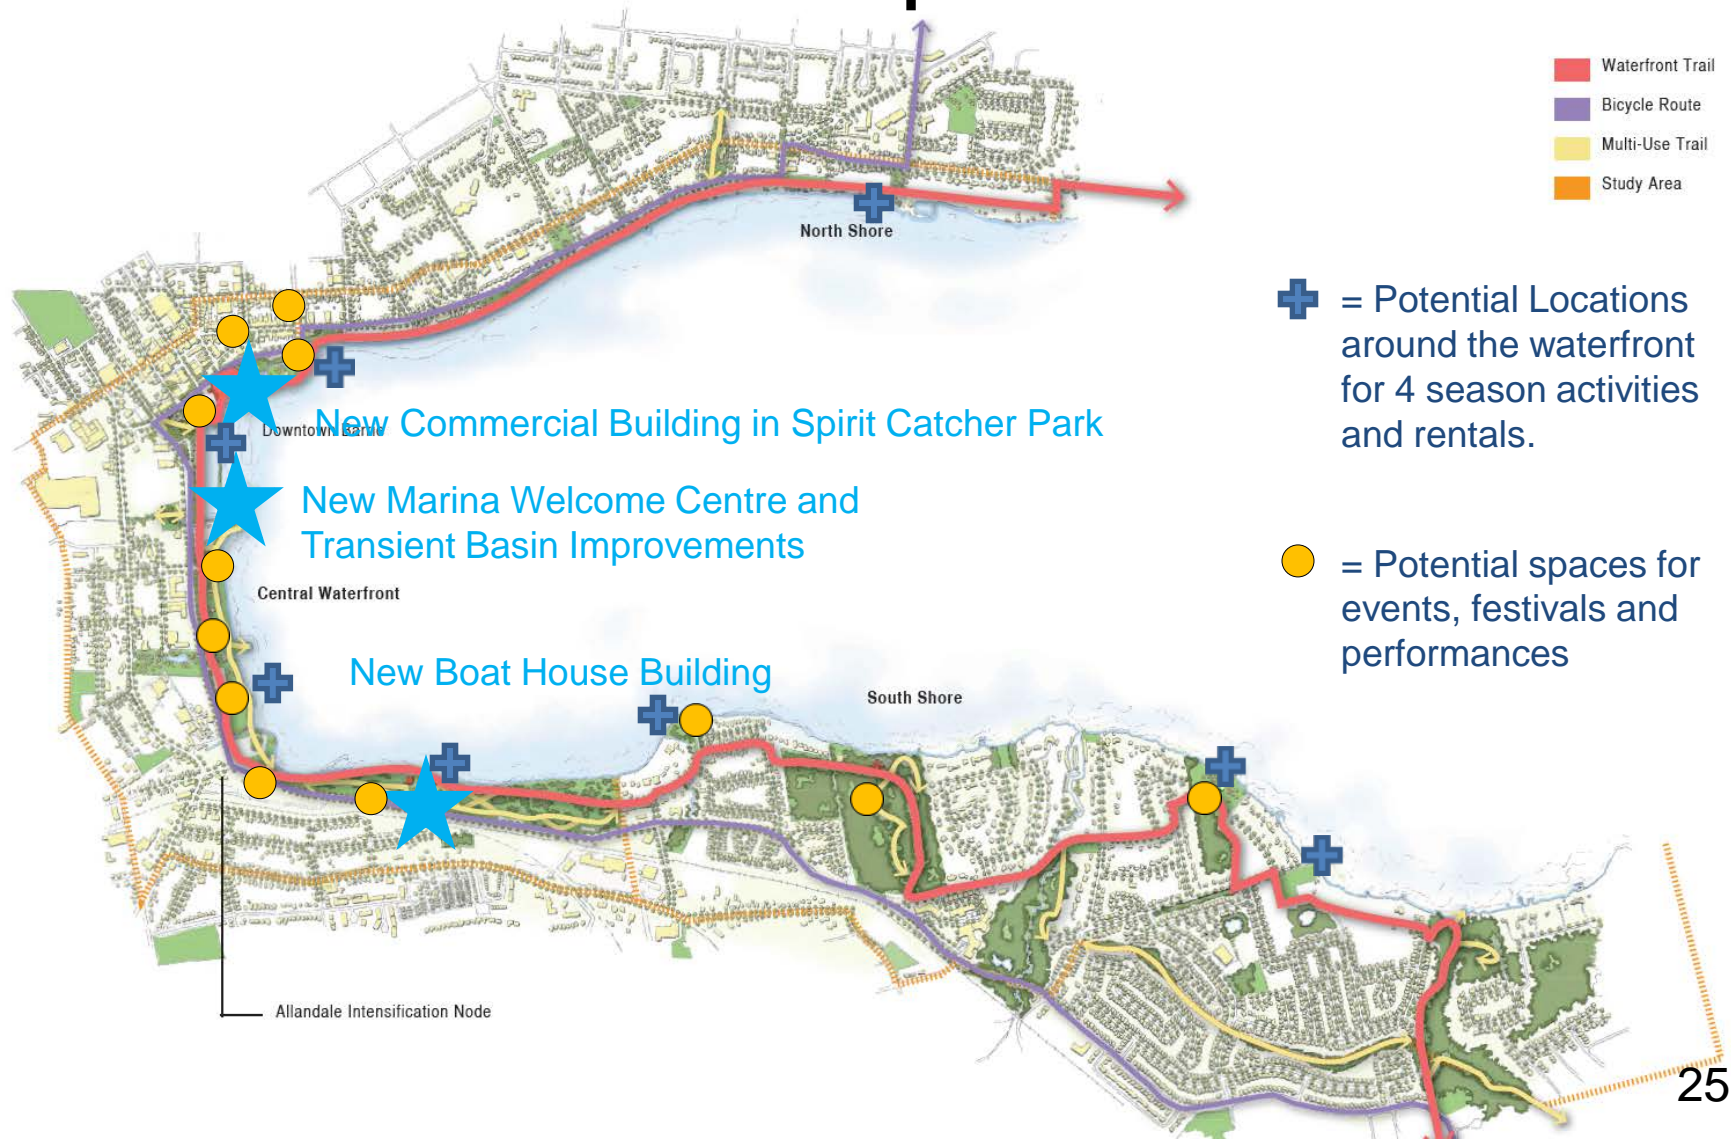 Waterfront Trail
Bicycle Route
Multi-Use Trail
Study Area
North Shore
= Potential Locations
around the waterfront
for 4 season activities
and rentals.
New Commercial Building in Spirit Catcher Park
Downtown Barrie
New Marina Welcome Centre and
Transient Basin Improvements
= Potential spaces for
events, festivals and
performances
Central Waterfront
New Boat House Building
South Shore
Allandale Intensification Node
25